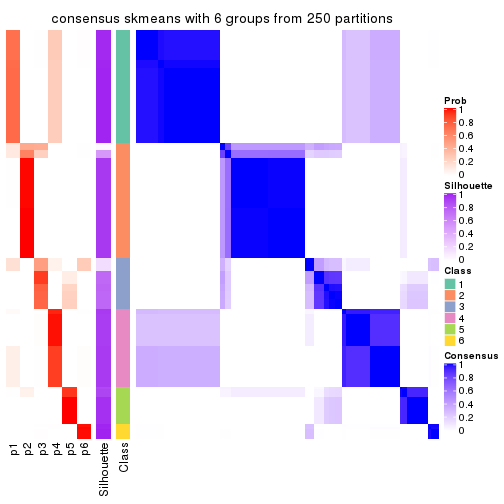 consensus skmeans with 6 groups from 250 partitions
Prob
1
0.8
0.6
0.4
0.2
0
Silhouette
1
0.8
0.6
0.4
0.2
0
Class
1
2
3
4
5
6
Consensus
1
0.8
0.6
0.4
0.2
0
p1
p2
p3
p4
p5
p6
Silhouette
Class